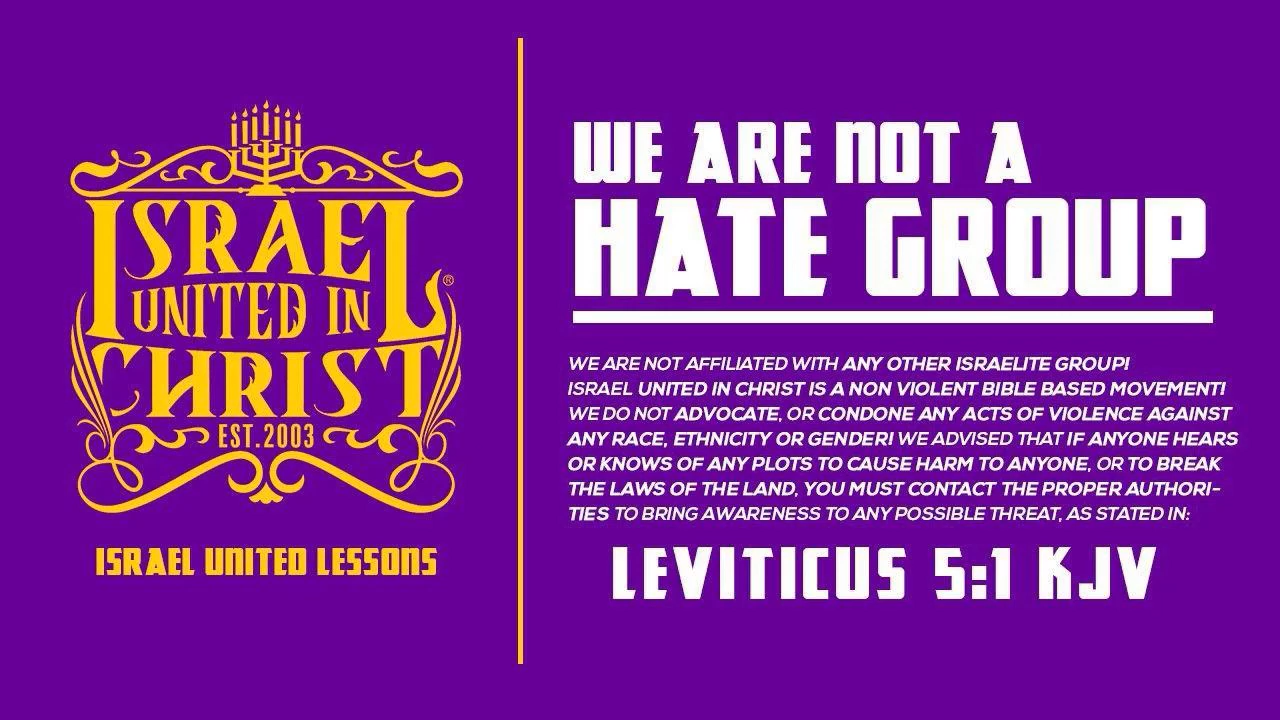 ISRAEL
UNITED IN
CHRIST
®
EST. 2003
ISRAEL UNITED LESSONS
WE ARE NOT A
HATE GROUP
WE ARE NOT AFFILIATED WITH ANY OTHER ISRAELITE GROUP!
ISRAEL UNITED IN CHRIST IS A NON VIOLENT BIBLE BASED MOVEMENT!
WE DO NOT ADVOCATE, OR CONDONE ANY ACTS OF VIOLENCE AGAINST
ANY RACE, ETHNICITY OR GENDER! WE ADVISED THAT IF ANYONE HEARS
OR KNOWS OF ANY PLOTS TO CAUSE HARM TO ANYONE, OR TO BREAK
THE LAWS OF THE LAND, YOU MUST CONTACT THE PROPER AUTHORI-
TIES TO BRING AWARENESS TO ANY POSSIBLE THREAT, AS STATED IN:
LEVITICUS 5:1 KJV